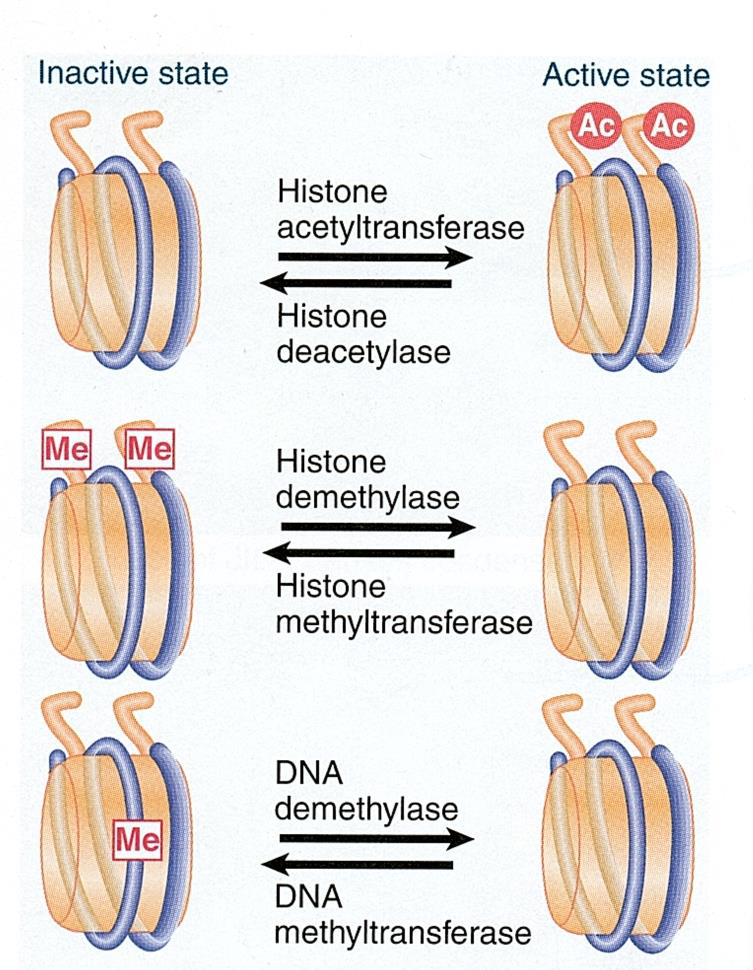 Inactive state
Active state
Ac Ac
Histone
acetyltransferase
Histone
deacetylase
Me Me
Histone
demethylase
Histone
methyltransferase
DNA
demethylase
Me
DNA
methyltransferase